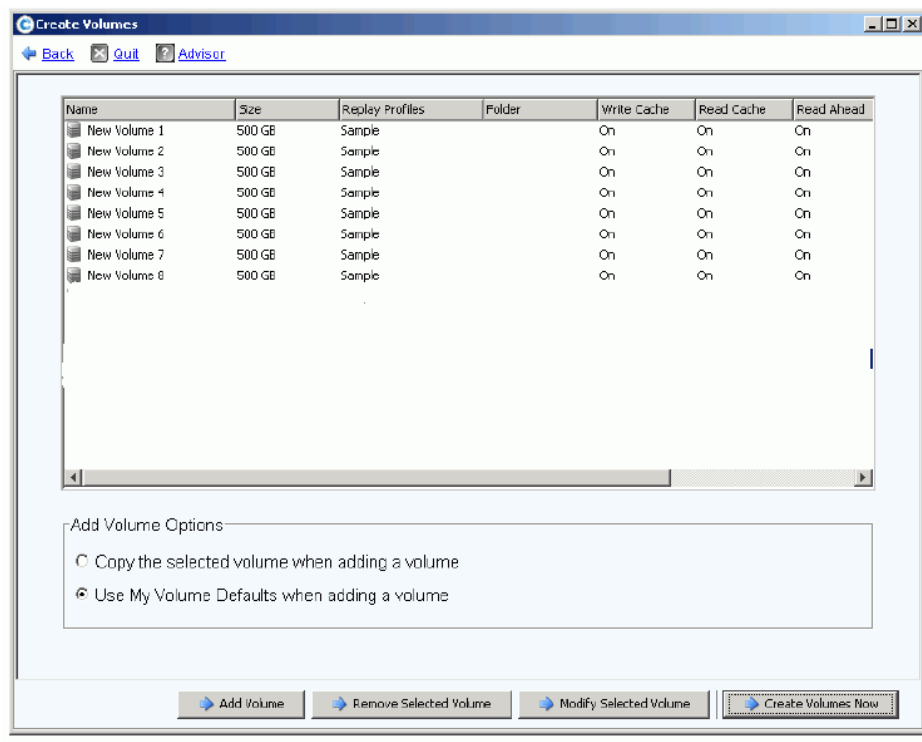 Create Volumes
Back Quit Advisor
Name Size Replay Profiles Folder Write Cache Read Cache Read Ahead
New Volume 1 500 GB Sample On On On
New Volume 2 500 GB Sample On On On
New Volume 3 500 GB Sample On On On
New Volume 4 500 GB Sample On On On
New Volume 5 500 GB Sample On On On
New Volume 6 500 GB Sample On On On
New Volume 7 500 GB Sample On On On
New Volume 8 500 GB Sample On On On
Add Volume Options
Copy the selected volume when adding a volume
Use My Volume Defaults when adding a volume
Add Volume Remove Selected Volume Modify Selected Volume Create Volumes Now